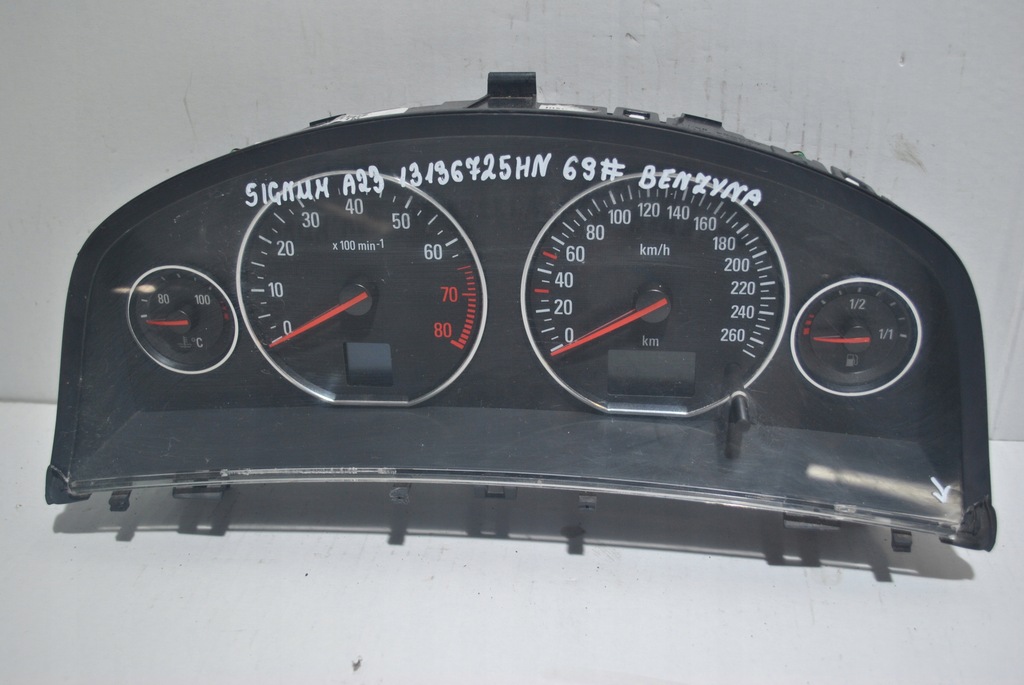 SIGNUM A23 13196725HN 69# BENZYNA
80 100
°C
0 10 20 30 40 50 60 70 80
x 100 min-1
0 20 40 60 80 100 120 140 160 180 200 220 240 260
km/h
km
1/2
1/1